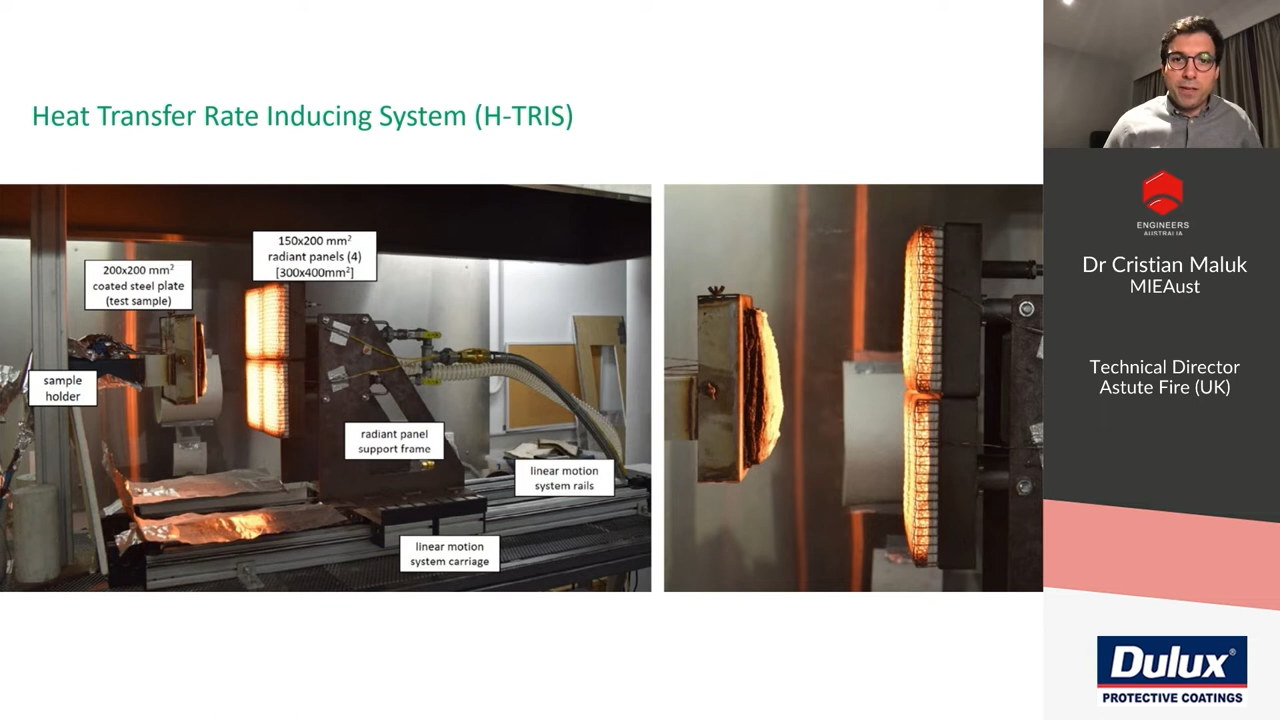 Heat Transfer Rate Inducing System (H-TRIS)
150x200 mm²
radiant panels (4)
[300x400mm²]
200x200 mm²
coated steel plate
(test sample)
sample
holder
radiant panel
support frame
linear motion
system rails
linear motion
system carriage
ENGINEERS
AUSTRALIA
Dr Cristian Maluk
MIEAust
Technical Director
Astute Fire (UK)
Dulux®
PROTECTIVE COATINGS